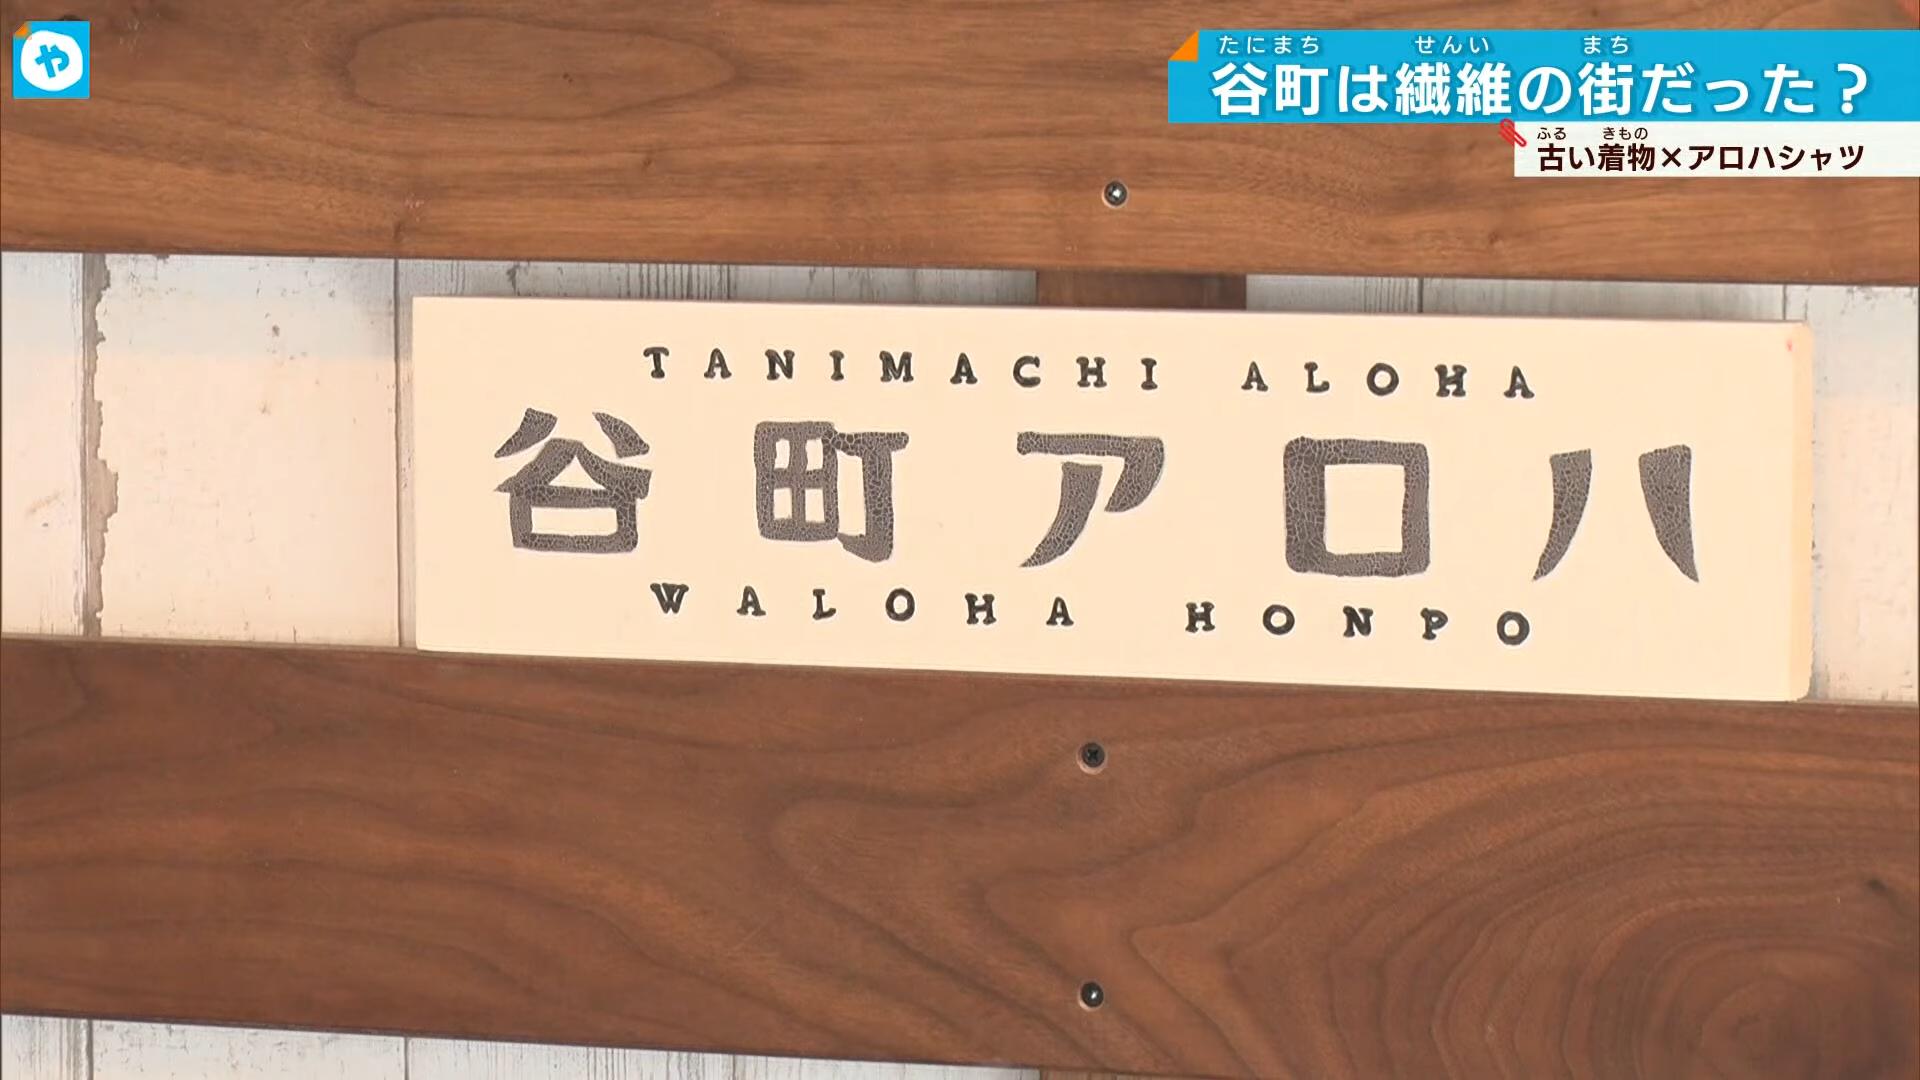 や
たにまち せんい まち
谷町は繊維の街だった?
ふる きもの
古い着物×アロハシャツ
TANIMACHI ALOHA
谷町アロハ
WALOHA HONPO